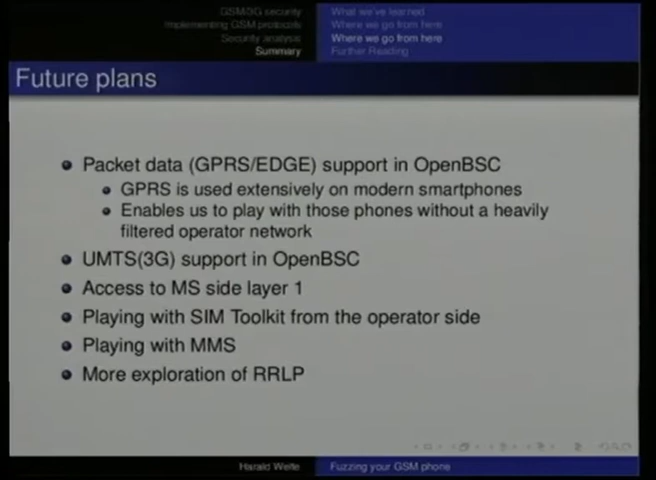 GSM/3G security
Implementing GSM protocols
Security analysis
Summary
What we've learned
Where we go from here
Where we go from here
Further Reading
Future plans
Packet data (GPRS/EDGE) support in OpenBSC
GPRS is used extensively on modern smartphones
Enables us to play with those phones without a heavily
filtered operator network
UMTS(3G) support in OpenBSC
Access to MS side layer 1
Playing with SIM Toolkit from the operator side
Playing with MMS
More exploration of RRLP
Harald Welte
Fuzzing your GSM phone